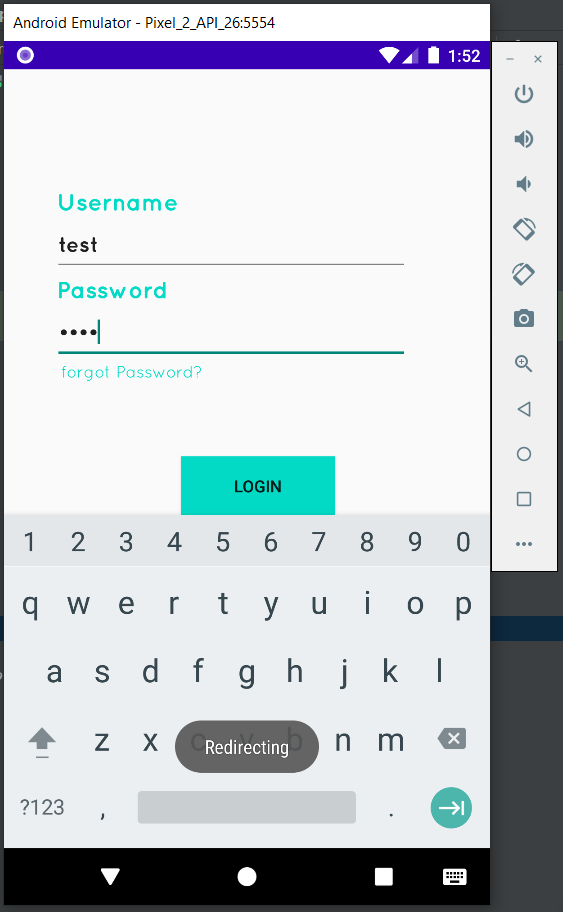 Android Emulator - Pixel_2_API_26:5554
1:52
Username
test
Password
forgot Password?
LOGIN
1 2 3 4 5 6 7 8 9 0
q w e r t y u i o p
a s d f g h j k l
z x c v b n m
Redirecting
?123 , .